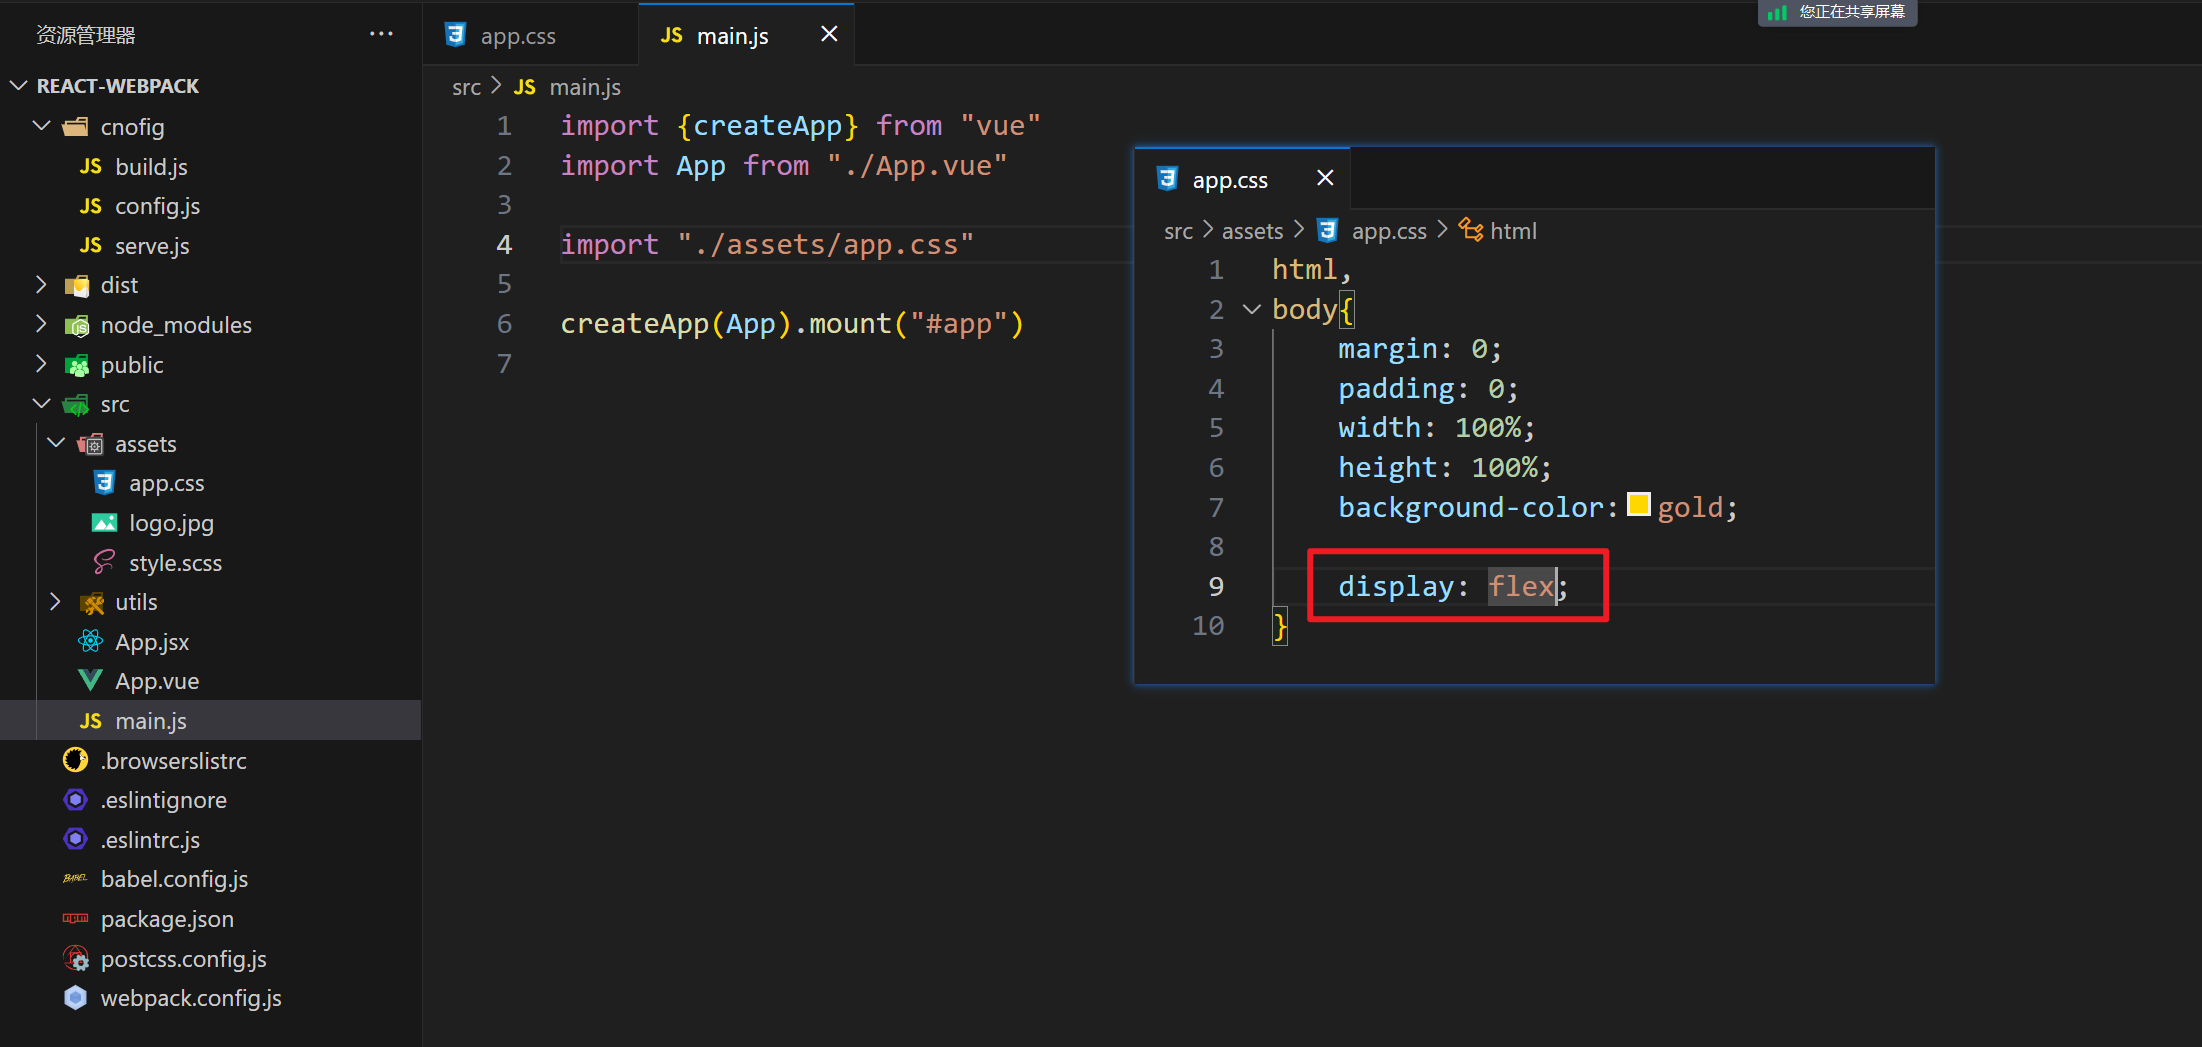 您正在共享屏幕
资源管理器
REACT-WEBPACK
cnofig
JS build.js
JS config.js
JS serve.js
dist
node_modules
public
src
assets
app.css
logo.jpg
style.scss
utils
App.jsx
App.vue
JS main.js
.browserslistrc
.eslintignore
.eslintrc.js
BABEL babel.config.js
package.json
postcss.config.js
webpack.config.js
app.css
JS main.js
src > JS main.js
1 import {createApp} from "vue"
2 import App from "./App.vue"
3
4 import "./assets/app.css"
5
6 createApp(App).mount("#app")
7
app.css
src > assets > app.css > html
1 html,
2 body{
3 margin: 0;
4 padding: 0;
5 width: 100%;
6 height: 100%;
7 background-color: gold;
8
9 display: flex;
10 }